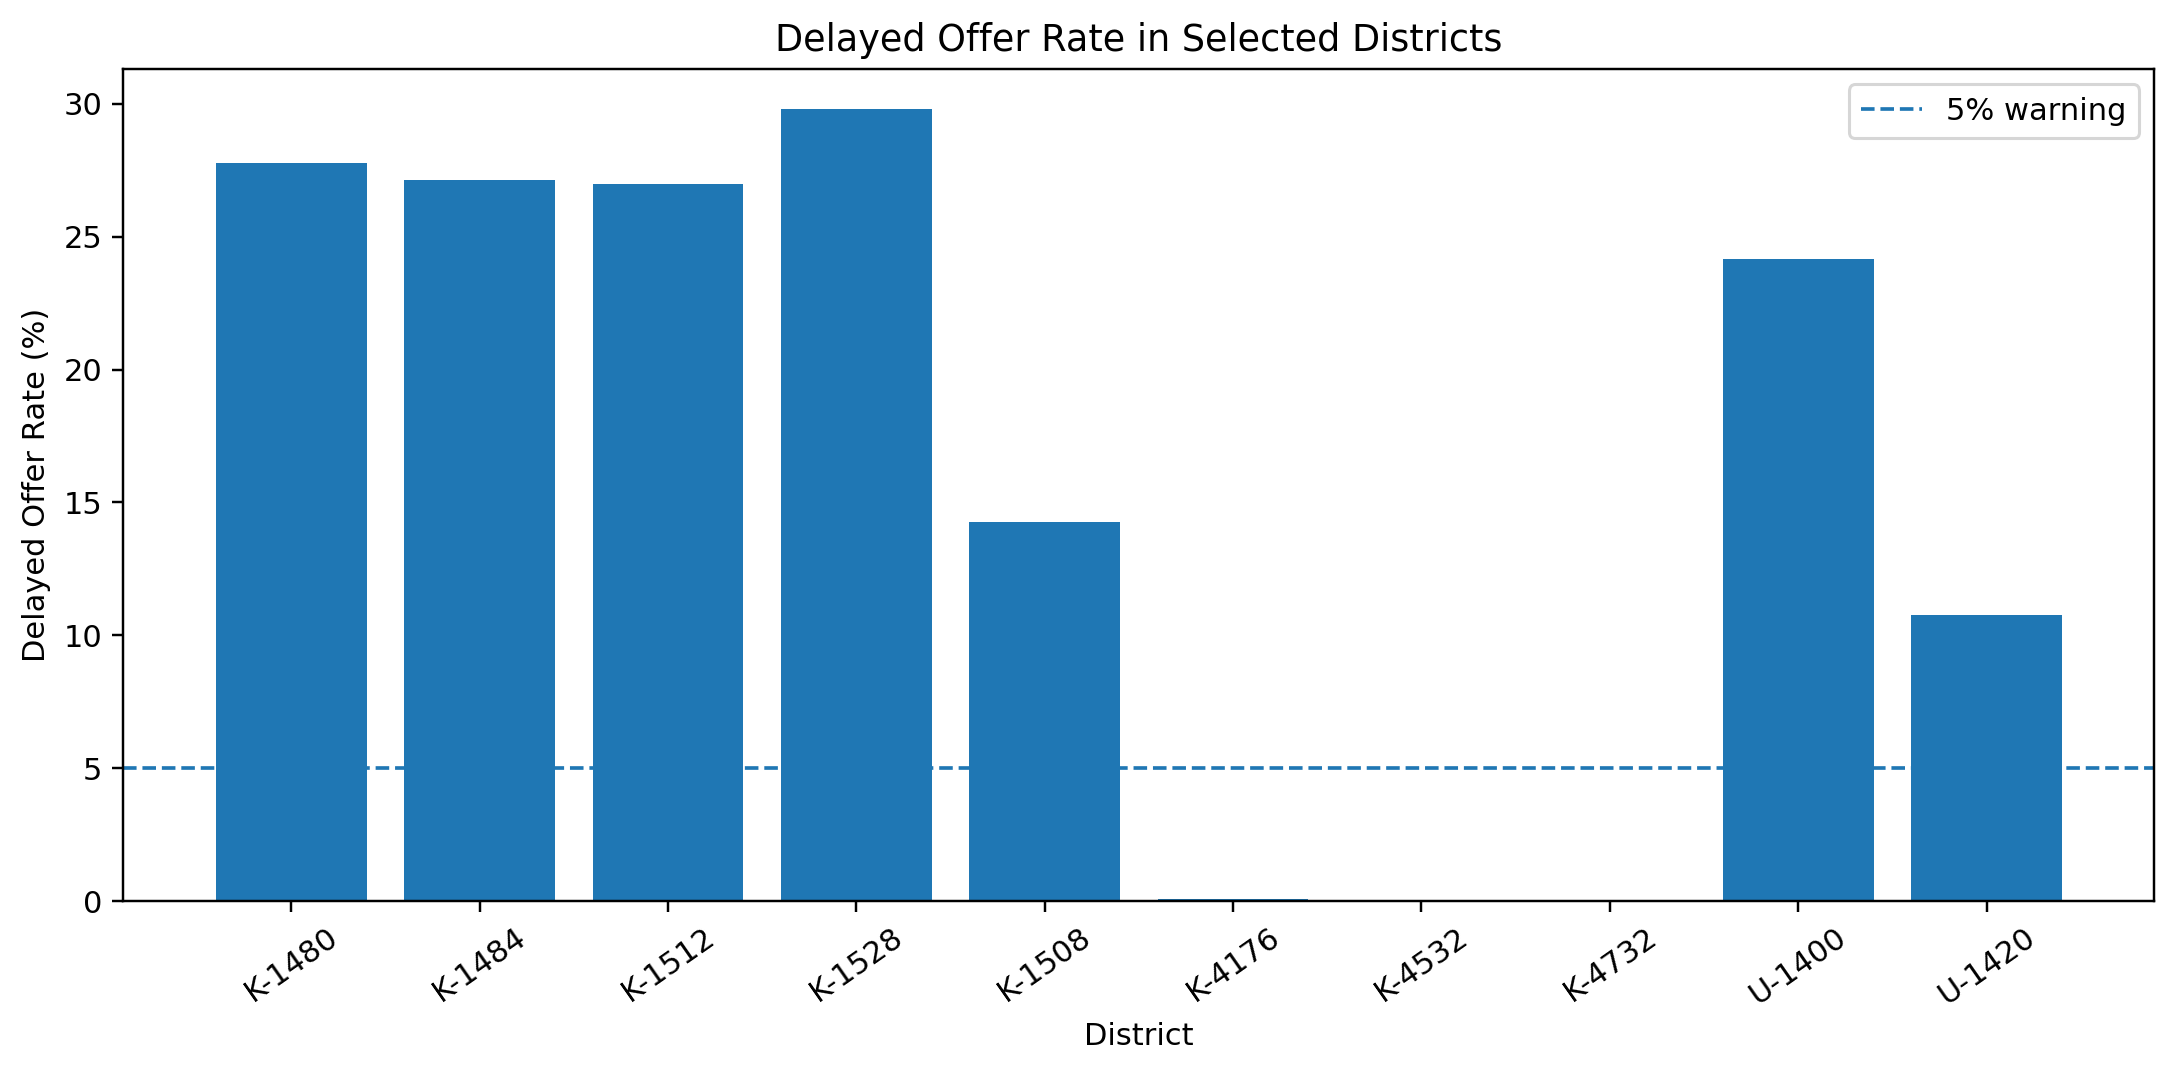 Delayed Offer Rate in Selected Districts
5% warning
Delayed Offer Rate (%)
30
25
20
15
10
5
0
K-1480
K-1484
K-1512
K-1528
K-1508
K-4176
K-4532
K-4732
U-1400
U-1420
District